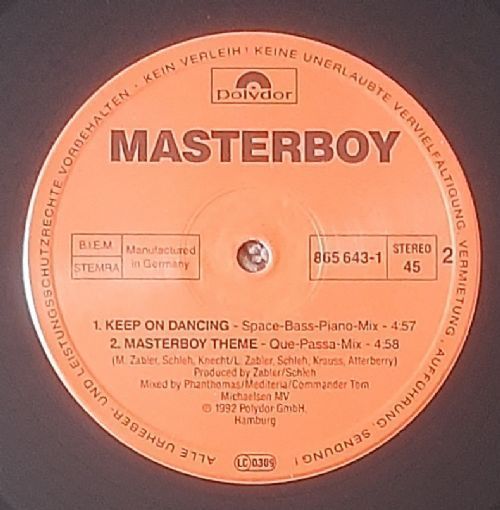 ALLE URHEBER- UND LEISTUNGSSCHUTZRECHTE VORBEHALTEN · KEIN VERLEIH! KEINE UNERLAUBTE VERVIELFÄLTIGUNG, VERMIETUNG, AUFFÜHRUNG, SENDUNG!
polydor
MASTERBOY
B.I.E.M.
STEMRA
Manufactured
in Germany
865 643-1
STEREO
45
2
1. KEEP ON DANCING - Space-Bass-Piano-Mix - 4:57
2. MASTERBOY THEME - Que-Passa-Mix - 4:58
(M. Zabler, Schleh, Knecht/L. Zabler, Schleh, Krauss, Atterberry)
Produced by Zabler/Schleh
Mixed by Phanthomas/Mediteria/Commander Tom
Michaelsen MV
℗ 1992 Polydor GmbH,
Hamburg
LC 0309